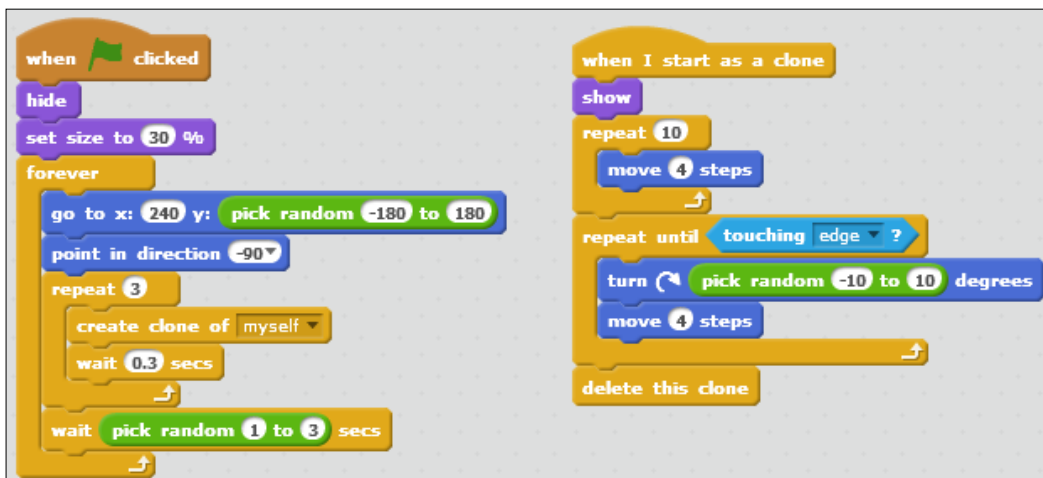 when clicked
hide
set size to 30 %
forever
go to x: 240 y: pick random -180 to 180
point in direction -90
repeat 3
create clone of myself
wait 0.3 secs
wait pick random 1 to 3 secs
when I start as a clone
show
repeat 10
move 4 steps
repeat until touching edge ?
turn pick random -10 to 10 degrees
move 4 steps
delete this clone